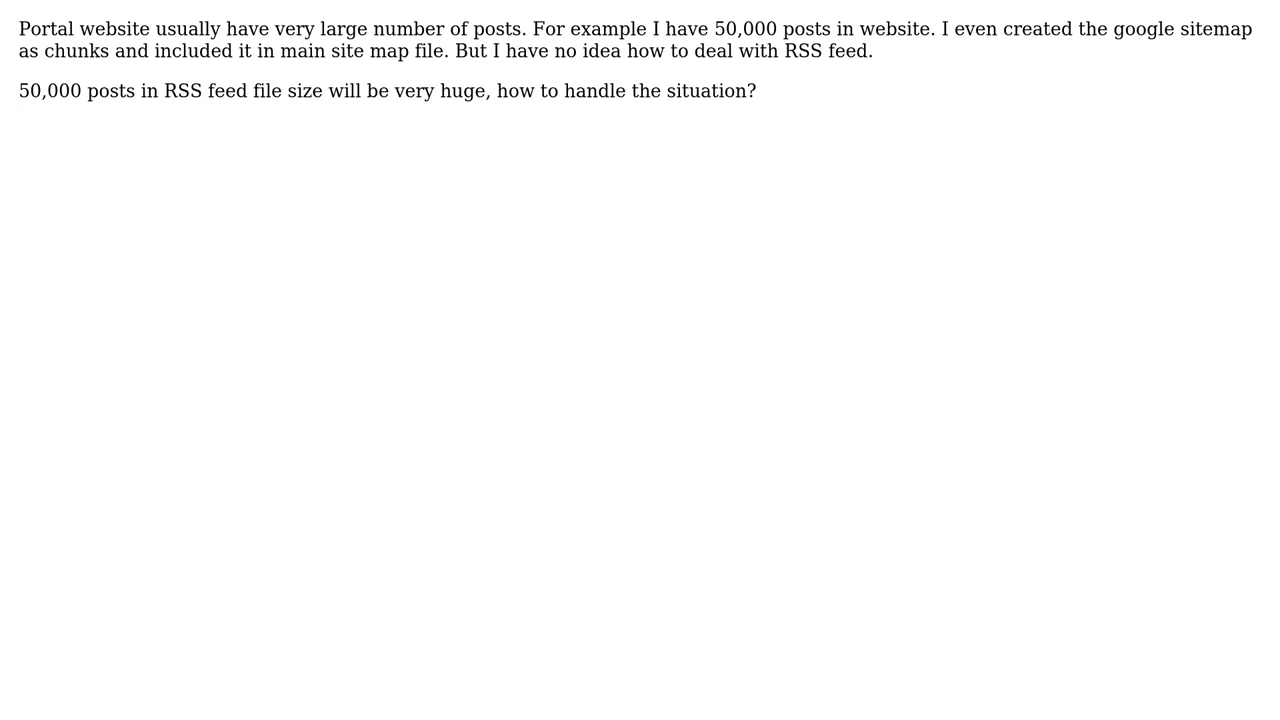 Portal website usually have very large number of posts. For example I have 50,000 posts in website. I even created the google sitemap
as chunks and included it in main site map file. But I have no idea how to deal with RSS feed.
50,000 posts in RSS feed file size will be very huge, how to handle the situation?